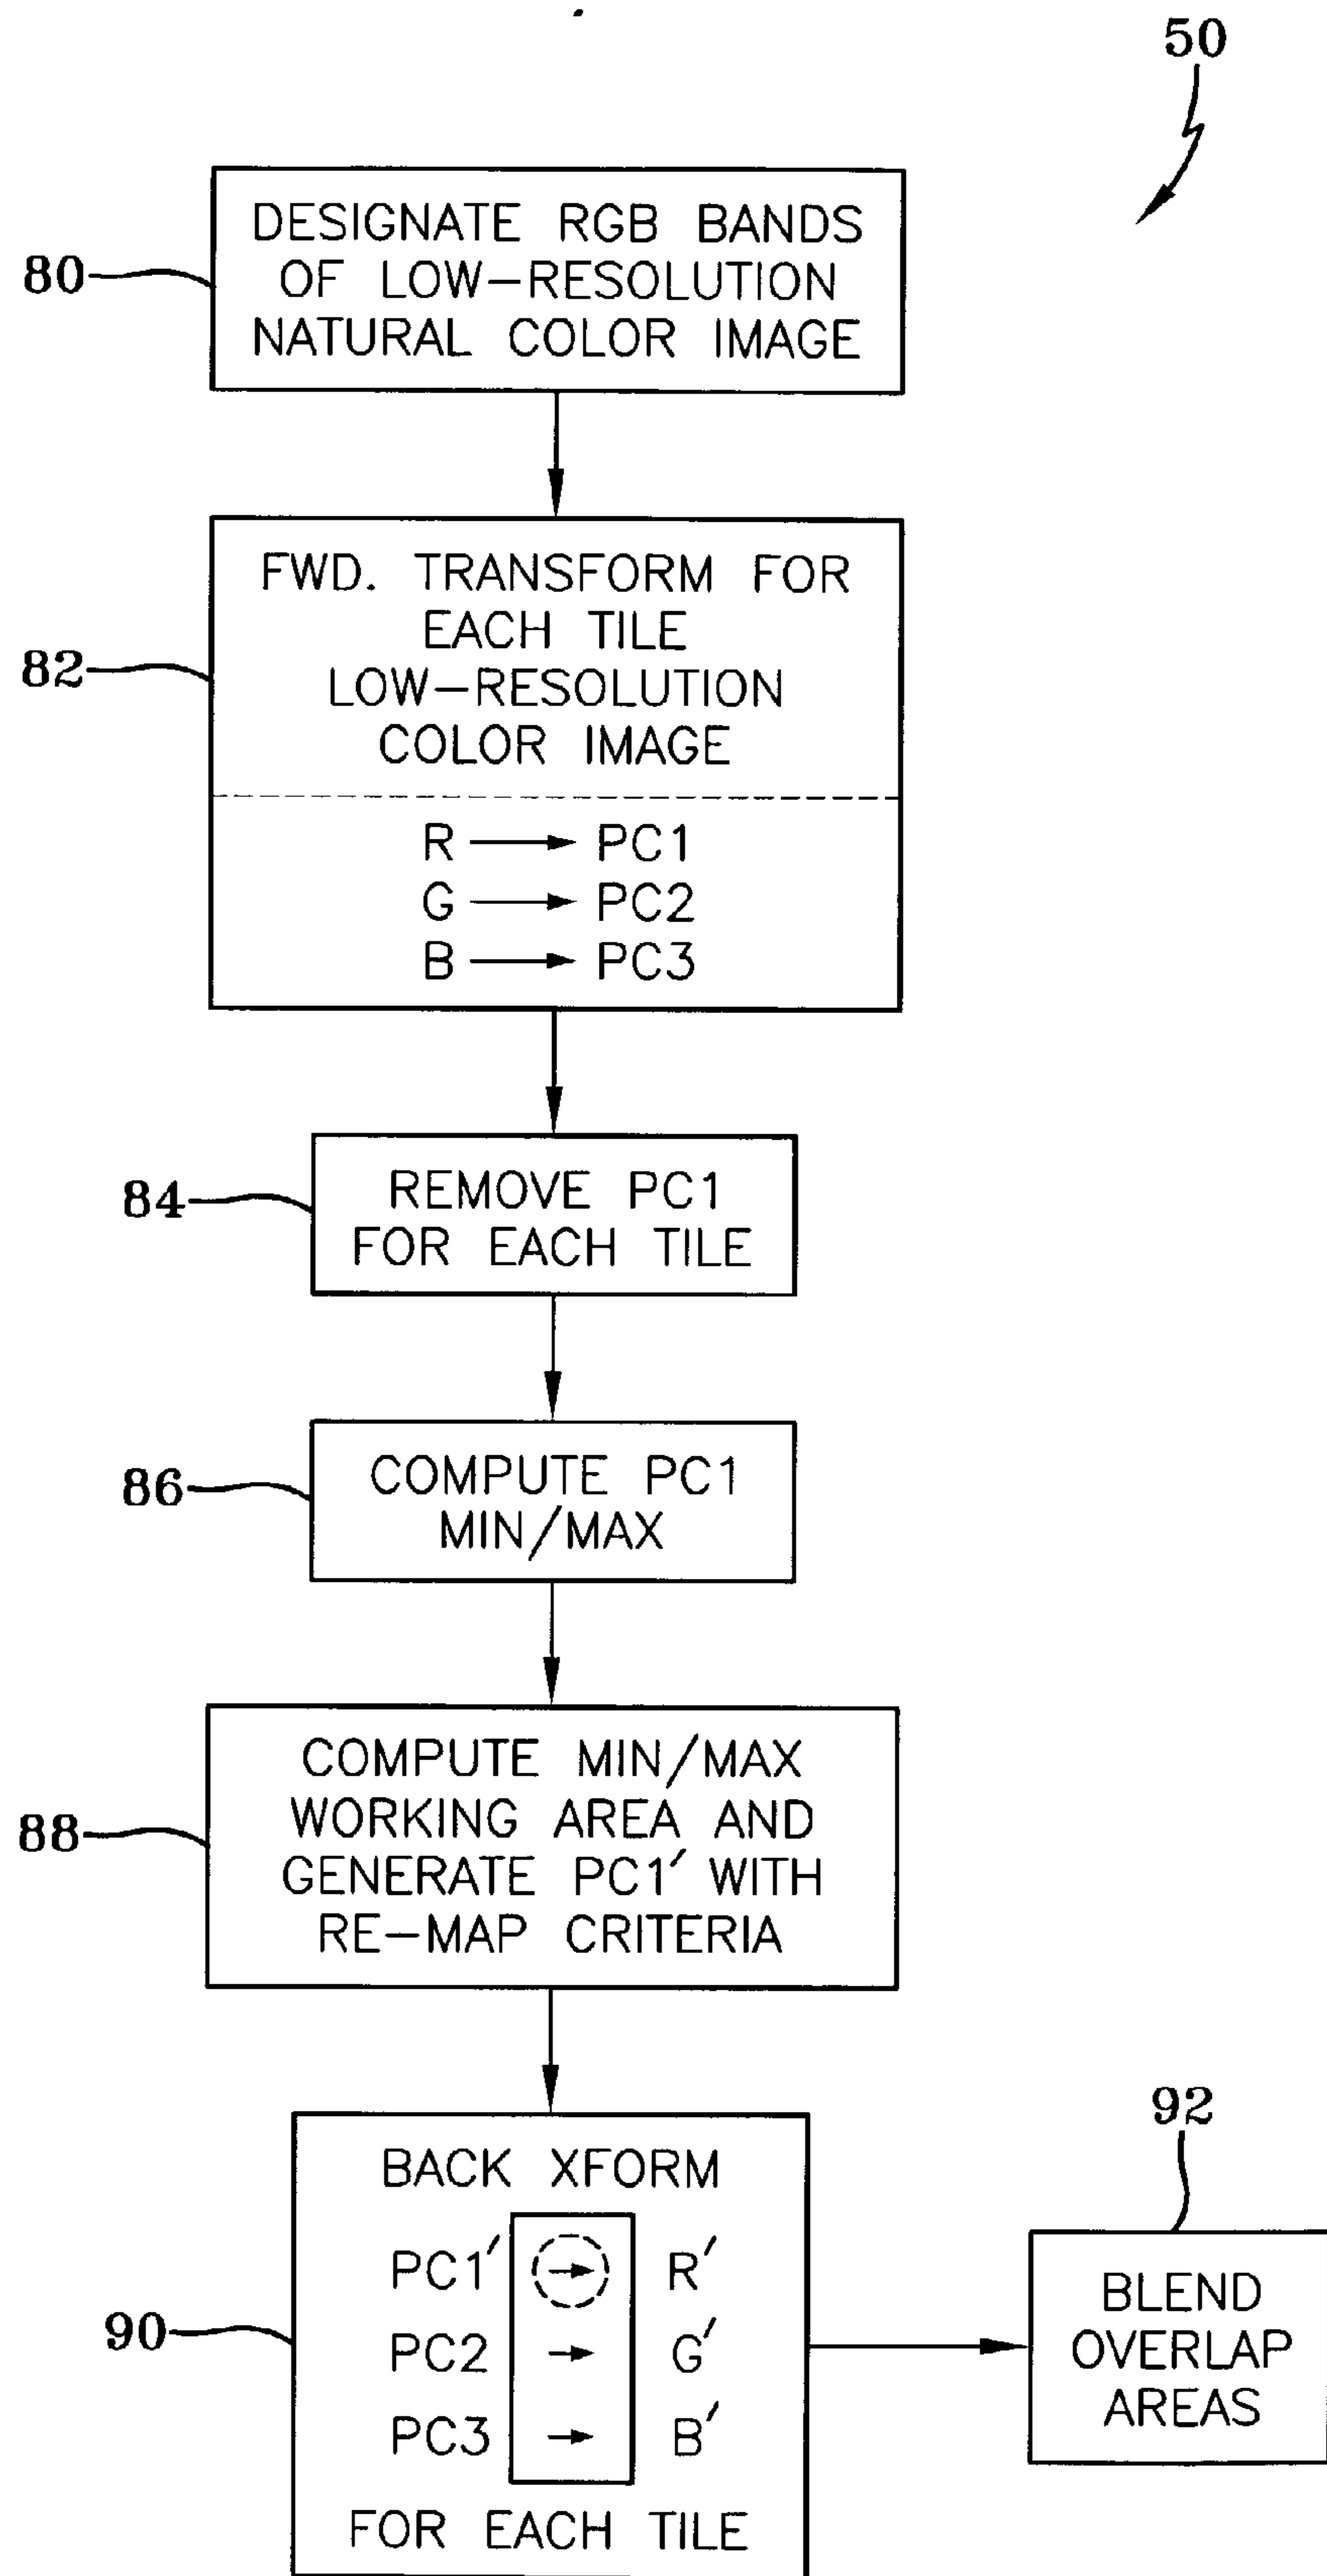 50
80
DESIGNATE RGB BANDS
OF LOW-RESOLUTION
NATURAL COLOR IMAGE
82
FWD. TRANSFORM FOR
EACH TILE
LOW-RESOLUTION
COLOR IMAGE
R → PC1
G → PC2
B → PC3
84
REMOVE PC1
FOR EACH TILE
86
COMPUTE PC1
MIN/MAX
88
COMPUTE MIN/MAX
WORKING AREA AND
GENERATE PC1′ WITH
RE-MAP CRITERIA
90
BACK XFORM
PC1′ → R′
PC2 → G′
PC3 → B′
FOR EACH TILE
92
BLEND
OVERLAP
AREAS